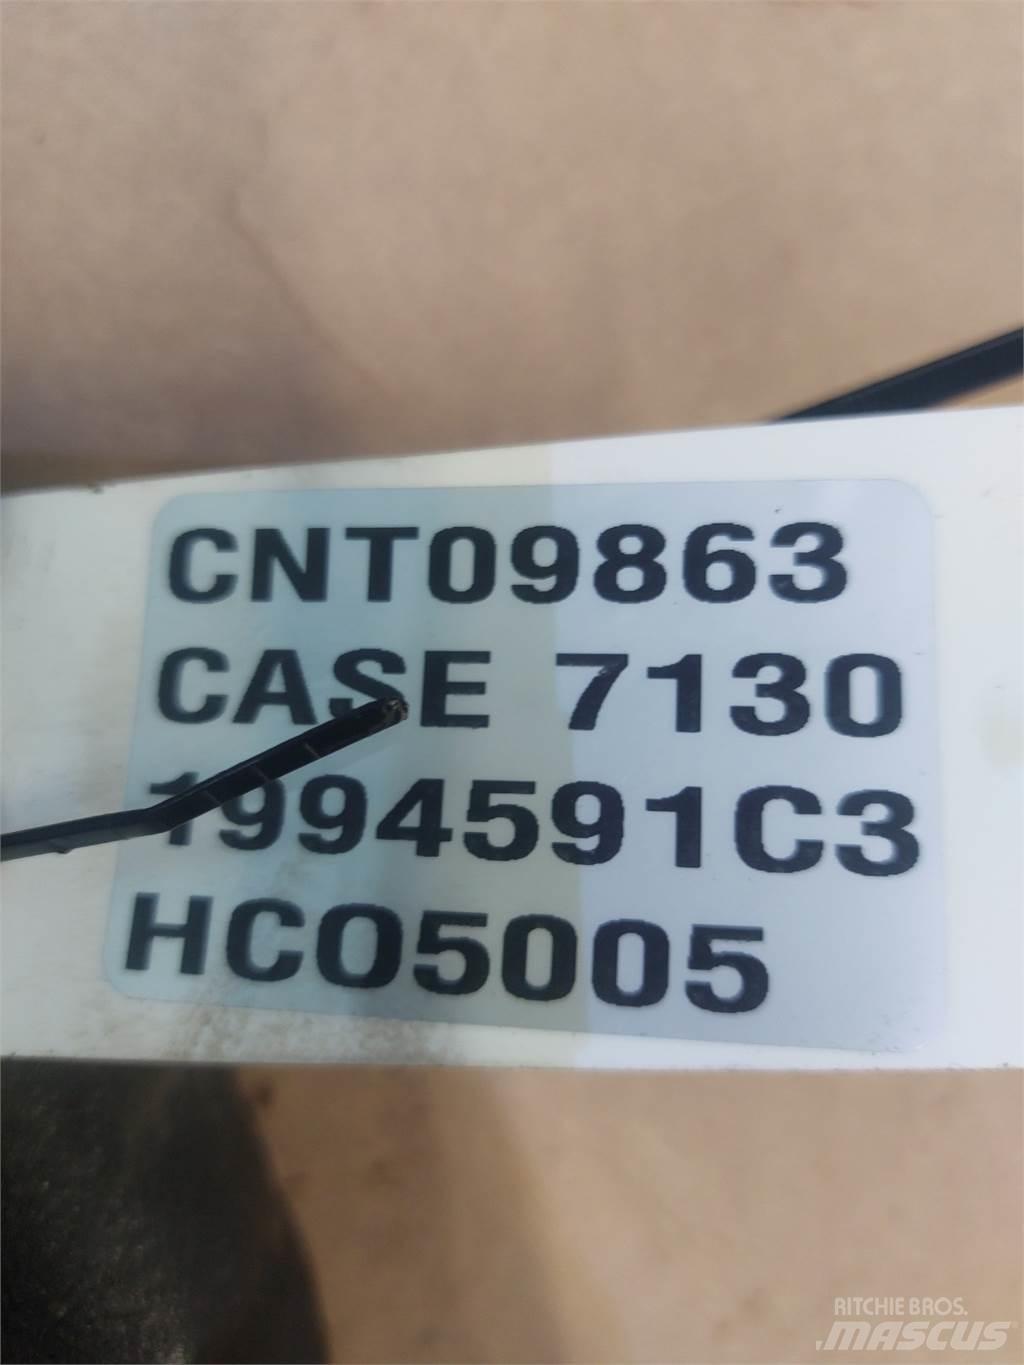 CNT09863
CASE 7130
1994591C3
HCO5005
RITCHIE BROS.
MASCUS